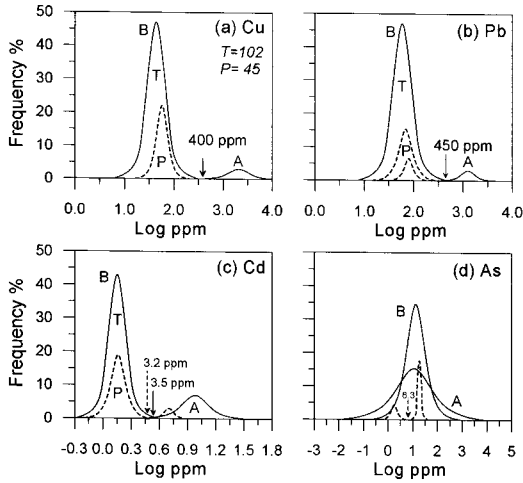 Frequency %
50
40
30
20
10
0
B
(a) Cu
T=102
P= 45
T
P
400 ppm
A
0.0 1.0 2.0 3.0 4.0
Log ppm
B
(b) Pb
T
P
450 ppm
A
0.0 1.0 2.0 3.0 4.0
Log ppm
Frequency %
50
40
30
20
10
0
B
(c) Cd
T
P
3.2 ppm
3.5 ppm
A
-0.3 0.1 0.6 0.9 1.2 1.8
Log ppm
(d) As
B
A
6.3
-3 -2 -1 0 1 2 3 4 5
Log ppm